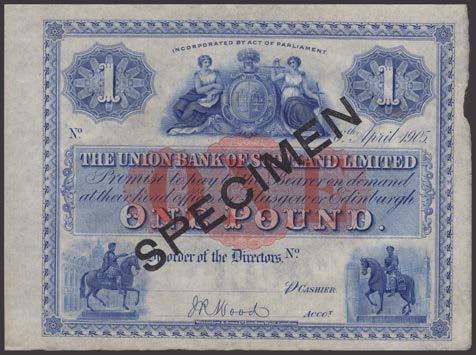 INCORPORATED BY ACT OF PARLIAMENT.
1 1
No April 1905
THE UNION BANK OF SCOTLAND LIMITED
ONE
Promise to pay the Bearer on demand
at their head offices Glasgow or Edinburgh
ONE POUND.
SPECIMEN
By order of the Directors. No
CASHIER
J.R. Wood ACCOT